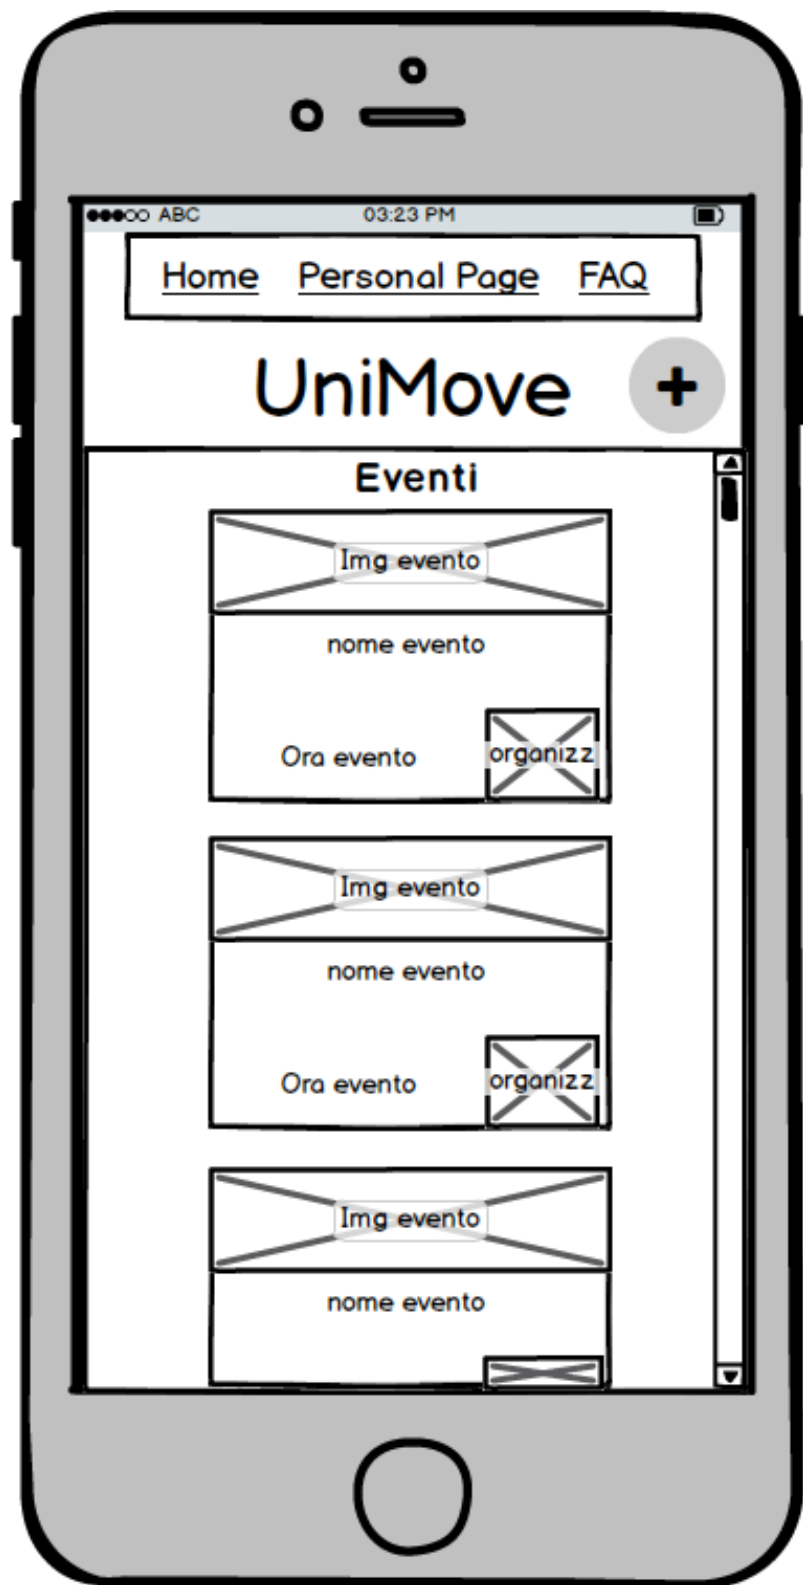 ABC 03:23 PM
Home Personal Page FAQ
UniMove +
Eventi
Img evento
nome evento
Ora evento organizz
Img evento
nome evento
Ora evento organizz
Img evento
nome evento